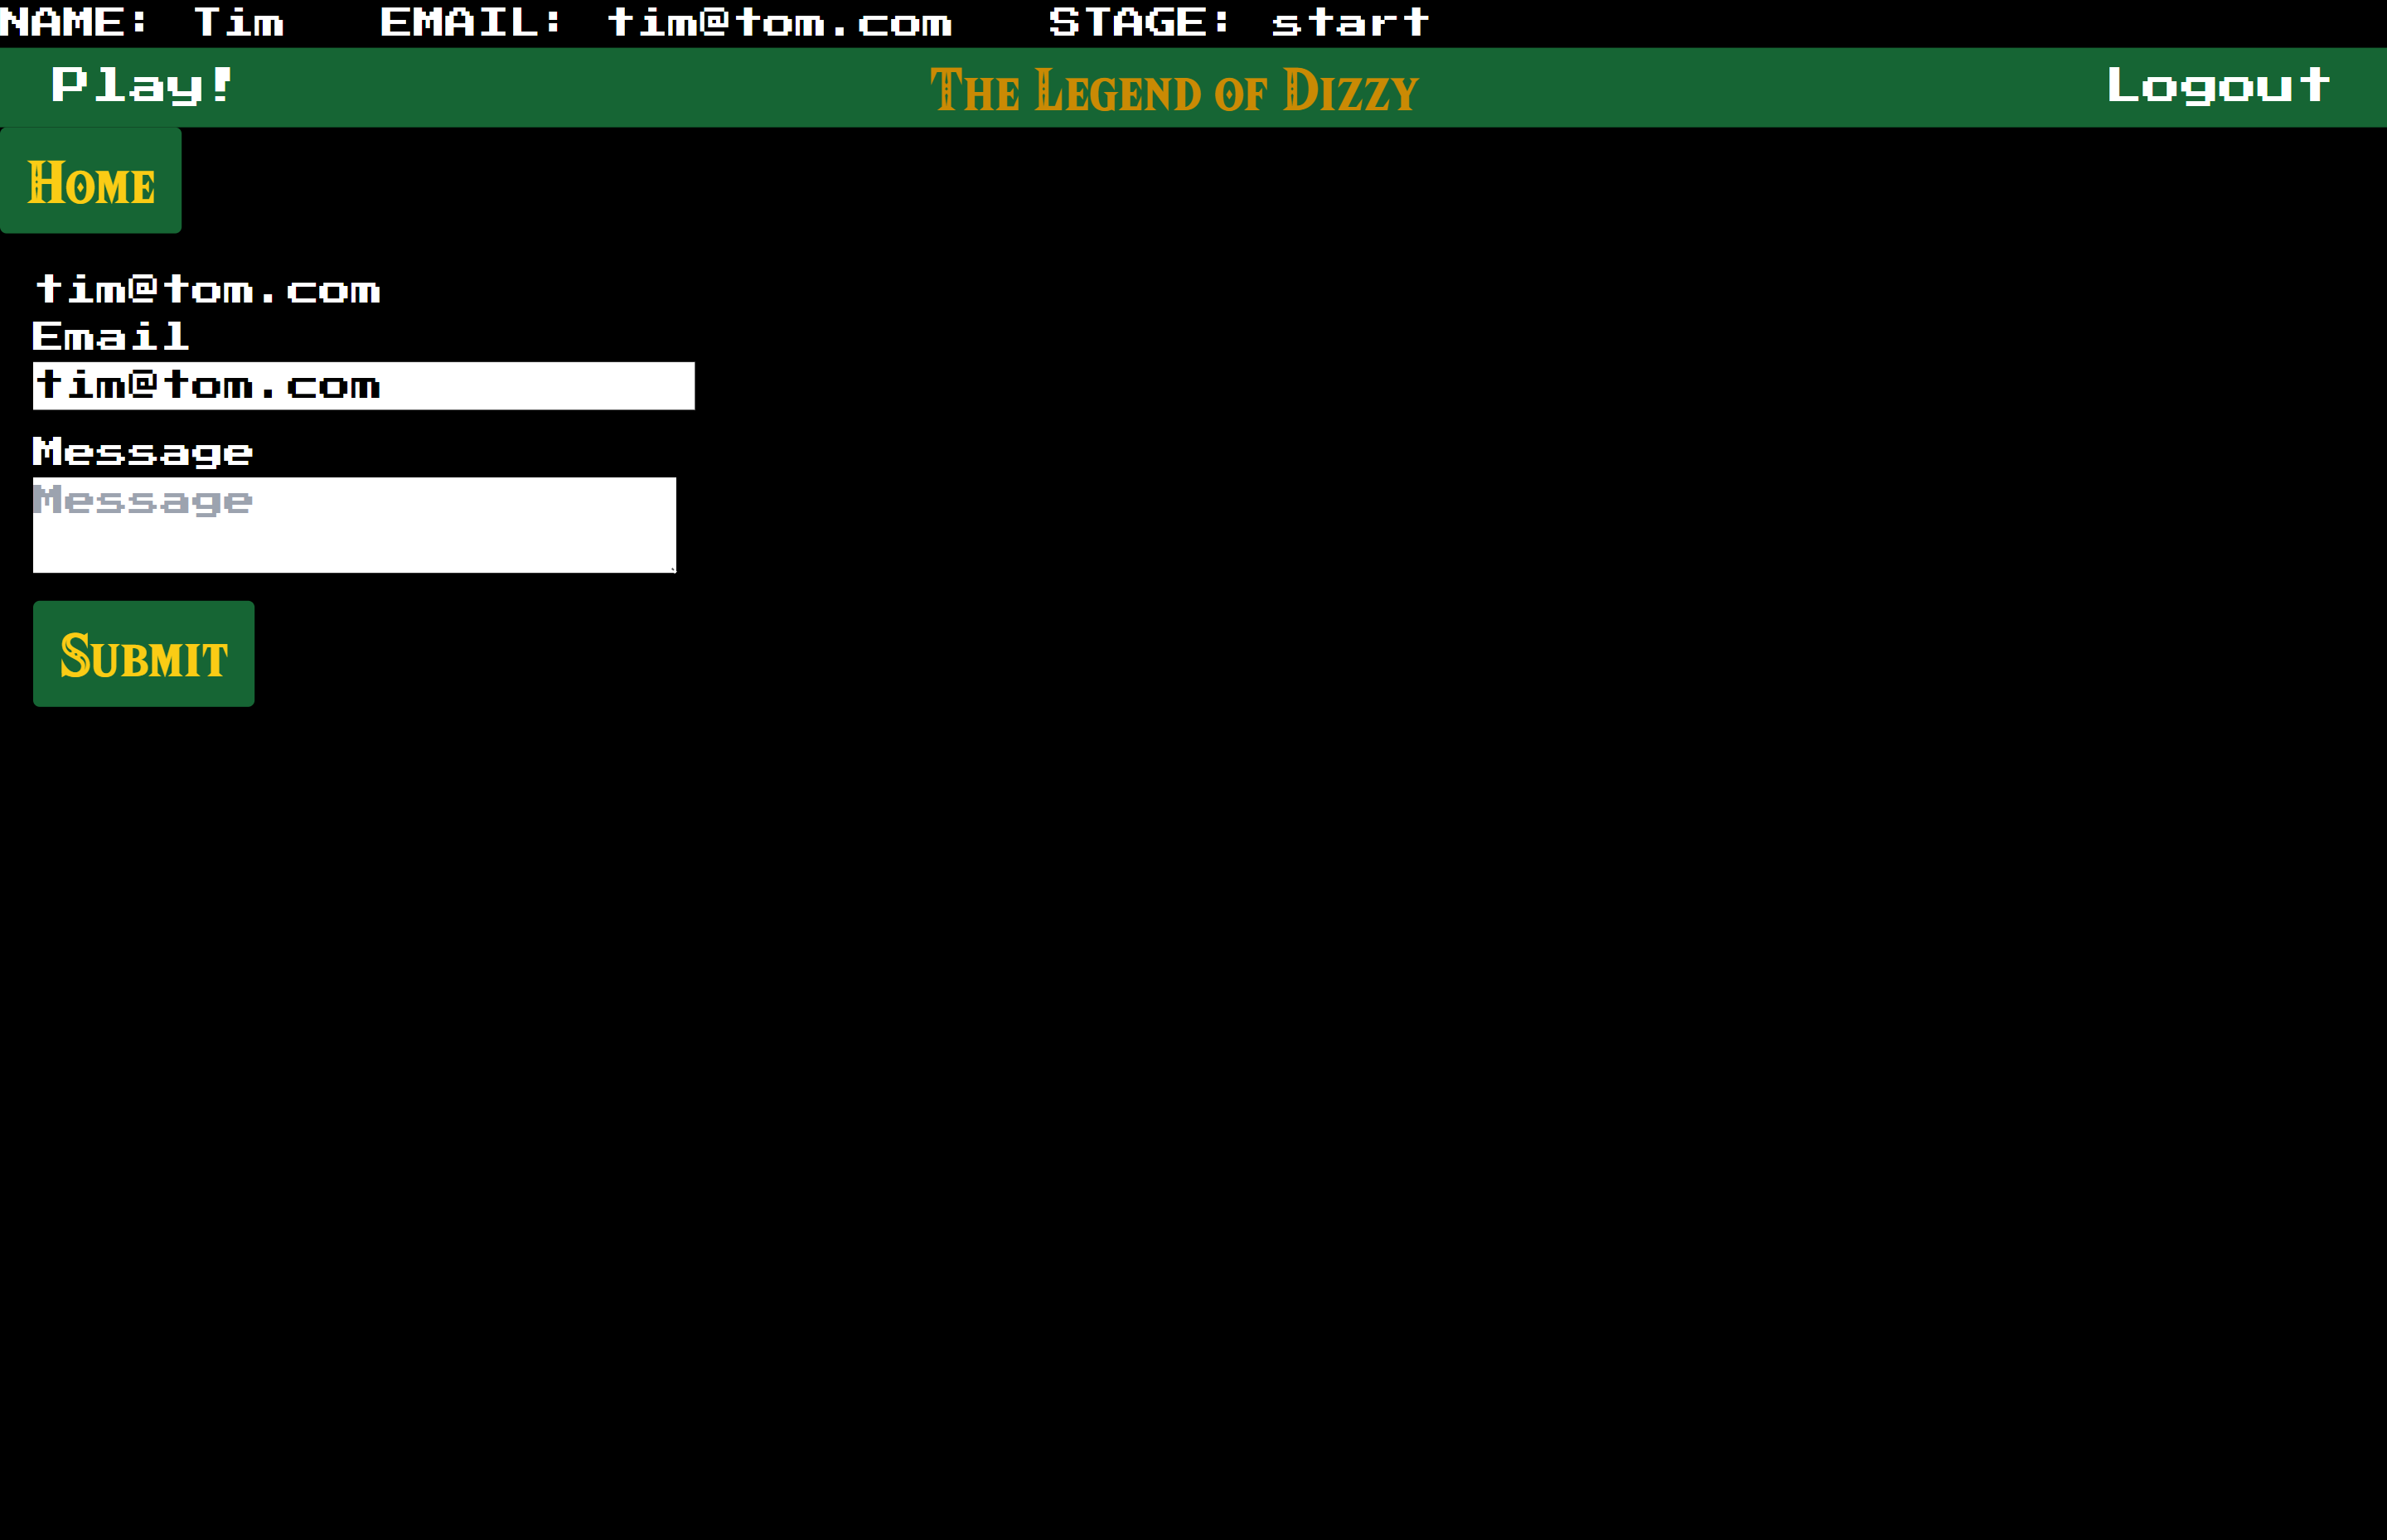 NAME: Tim EMAIL: tim@tom.com STAGE: start
Play! The Legend of Dizzy Logout
Home
tim@tom.com
Email
tim@tom.com
Message
Message
Submit